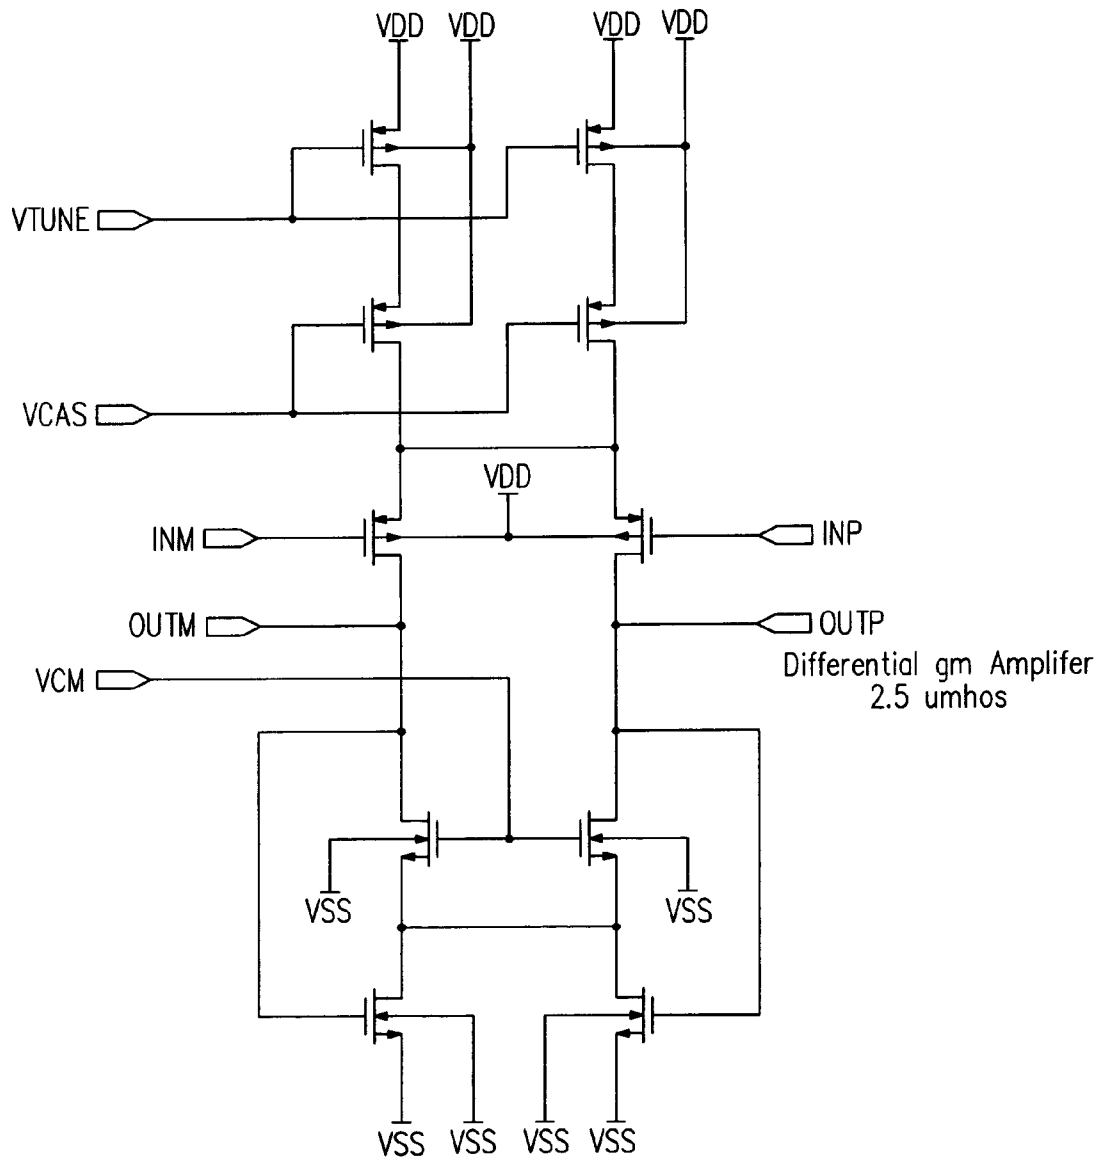 VDD VDD VDD VDD
VTUNE
VCAS
VDD
INM INP
OUTM OUTP
Differential gm Amplifer
2.5 umhos
VCM
VSS VSS
VSS VSS VSS VSS